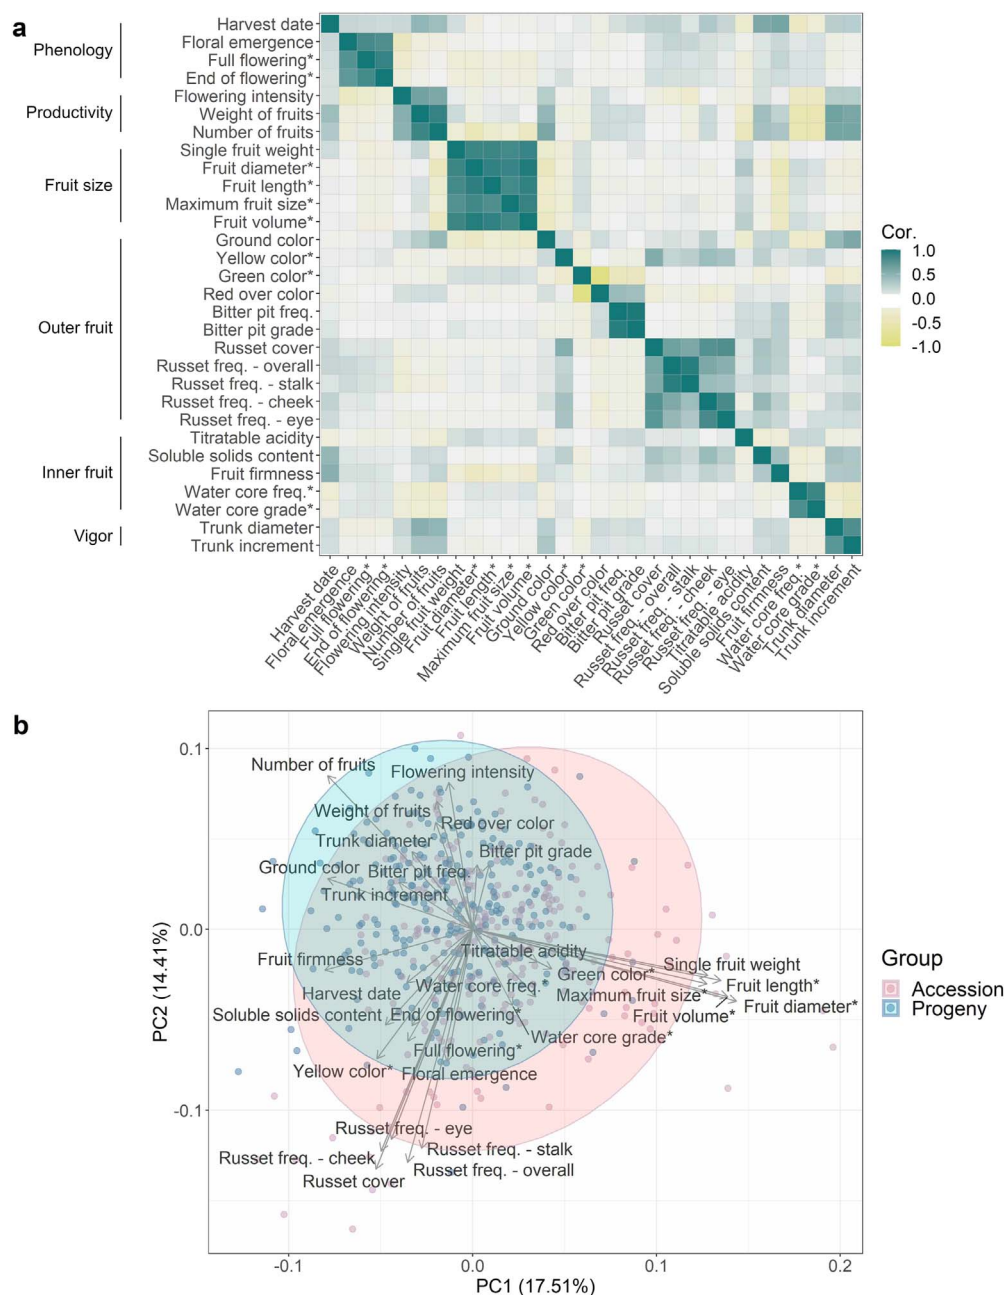 a
Phenology
Productivity
Fruit size
Outer fruit
Inner fruit
Vigor
Harvest date
Floral emergence
Full flowering*
End of flowering*
Flowering intensity
Weight of fruits
Number of fruits
Single fruit weight
Fruit diameter*
Fruit length*
Maximum fruit size*
Fruit volume*
Ground color
Yellow color*
Green color*
Red over color
Bitter pit freq.
Bitter pit grade
Russet cover
Russet freq. - overall
Russet freq. - stalk
Russet freq. - cheek
Russet freq. - eye
Titratable acidity
Soluble solids content
Fruit firmness
Water core freq.*
Water core grade*
Trunk diameter
Trunk increment
Harvest date
Floral emergence
Full flowering*
End of flowering*
Flowering intensity
Weight of fruits
Number of fruits
Single fruit weight
Fruit diameter*
Fruit length*
Maximum fruit size*
Fruit volume*
Ground color
Yellow color*
Green color*
Red over color
Bitter pit freq.
Bitter pit grade
Russet cover
Russet freq. - overall
Russet freq. - stalk
Russet freq. - cheek
Russet freq. - eye
Titratable acidity
Soluble solids content
Fruit firmness
Water core freq.*
Water core grade*
Trunk diameter
Trunk increment
Cor.
1.0
0.5
0.0
-0.5
-1.0
b
PC2 (14.41%)
0.1
0.0
-0.1
Number of fruits
Flowering intensity
Weight of fruits
Red over color
Trunk diameter
Bitter pit grade
Ground color
Bitter pit freq.
Trunk increment
Titratable acidity
Fruit firmness
Single fruit weight
Green color*
Water core freq.*
Fruit length*
Harvest date
Maximum fruit size*
Fruit diameter*
Soluble solids content
End of flowering*
Fruit volume*
Water core grade*
Full flowering*
Yellow color*
Floral emergence
Russet freq. - eye
Russet freq. - stalk
Russet freq. - cheek
Russet freq. - overall
Russet cover
-0.1
0.0
0.1
0.2
PC1 (17.51%)
Group
Accession
Progeny